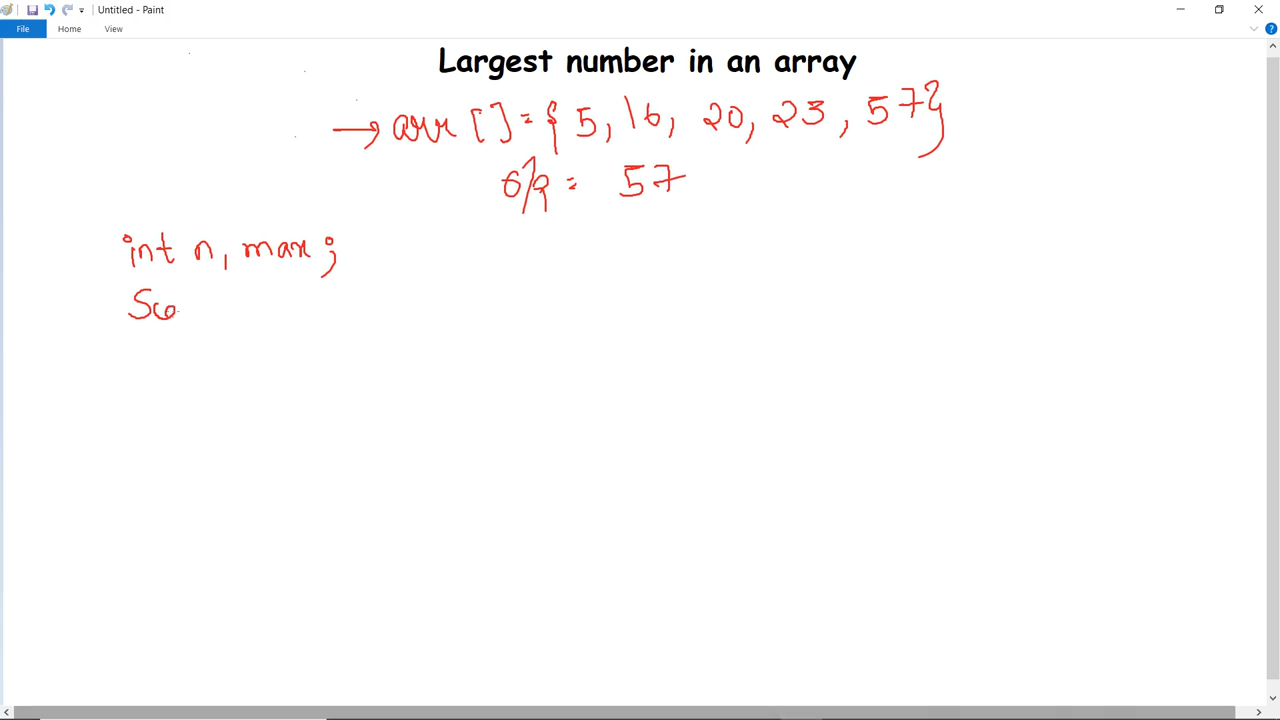 Untitled - Paint
File Home View
Largest number in an array
→ arr [] = { 5, 16, 20, 23, 57}
o/p = 57
int n, max ;